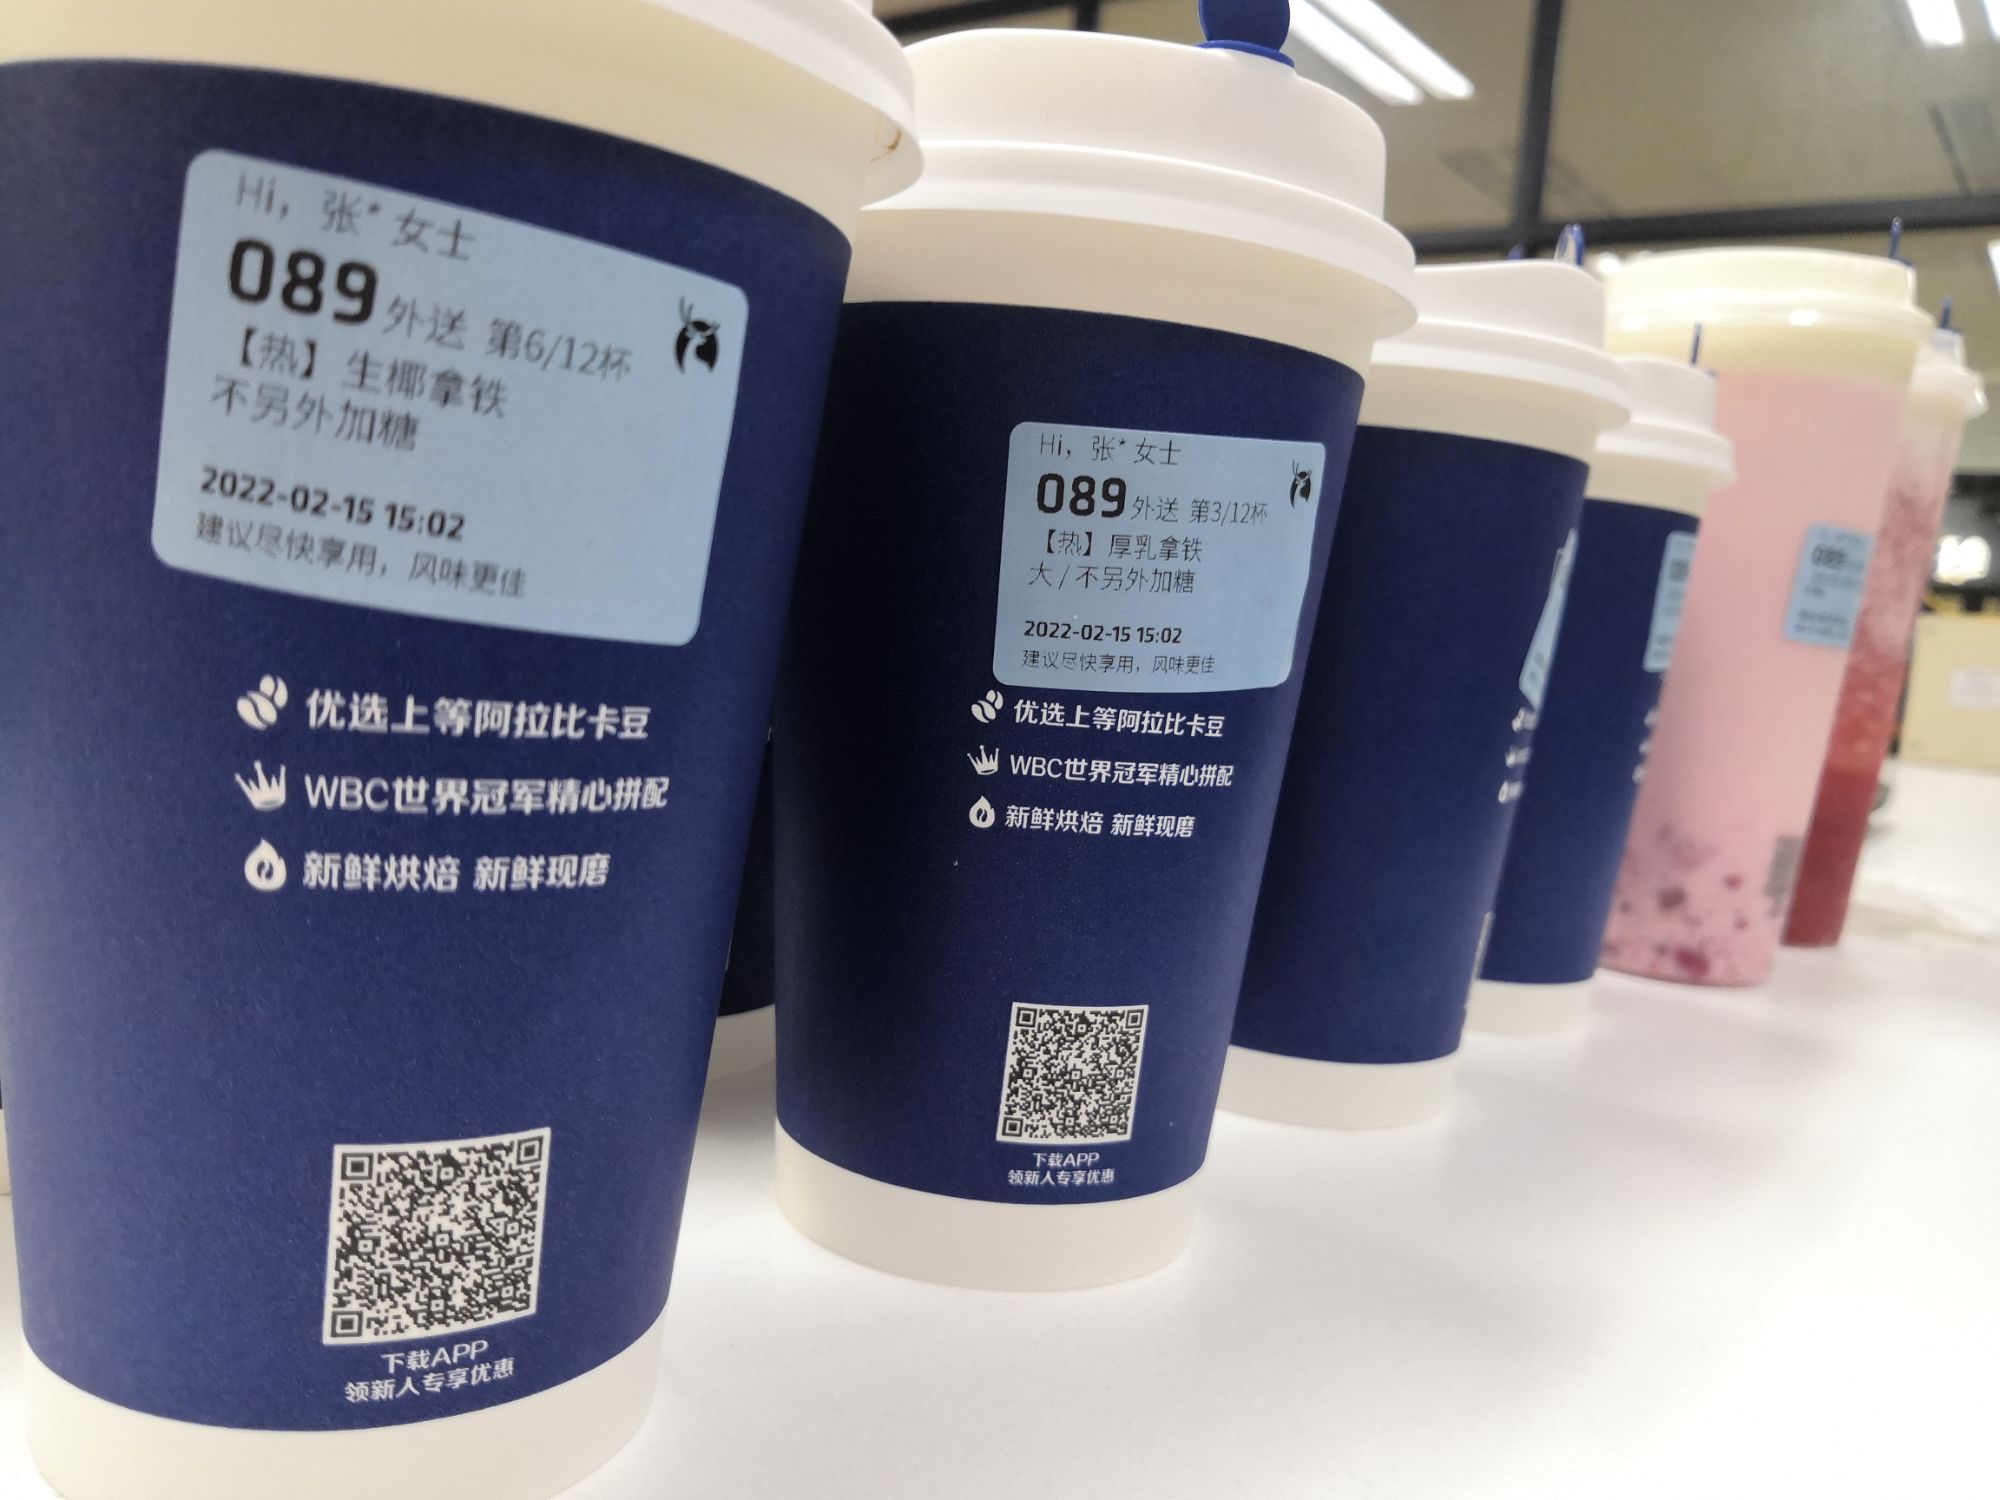 Hi，张* 女士
089 外送 第6/12杯
【热】生椰拿铁
不另外加糖
2022-02-15 15:02
建议尽快享用，风味更佳
优选上等阿拉比卡豆
WBC世界冠军精心拼配
新鲜烘焙 新鲜现磨
下载APP
领新人专享优惠
Hi，张* 女士
089 外送 第3/12杯
【热】厚乳拿铁
大 / 不另外加糖
2022-02-15 15:02
建议尽快享用，风味更佳
优选上等阿拉比卡豆
WBC世界冠军精心拼配
新鲜烘焙 新鲜现磨
下载APP
领新人专享优惠
089